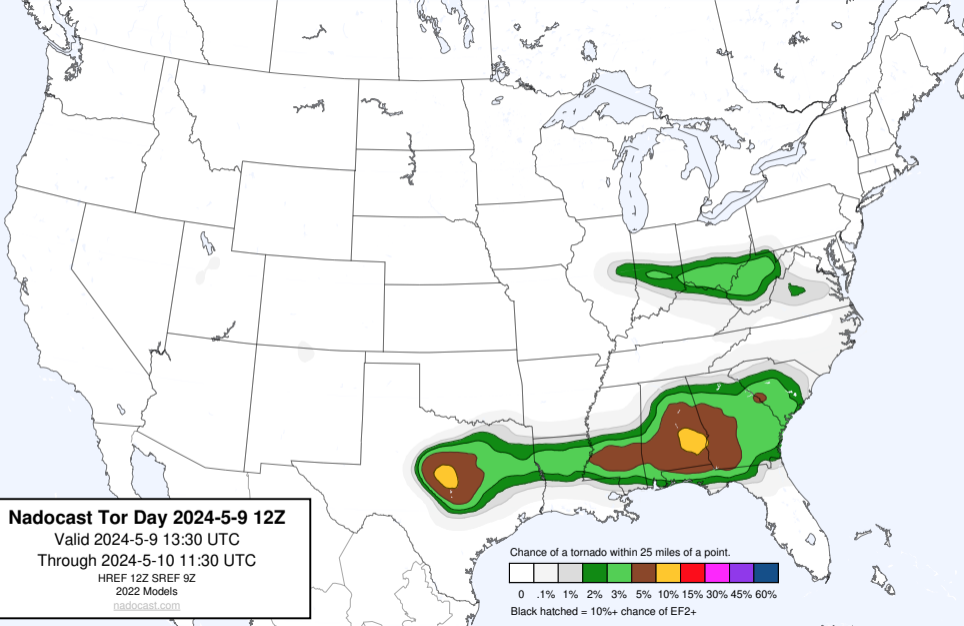 Nadocast Tor Day 2024-5-9 12Z
Valid 2024-5-9 13:30 UTC
Through 2024-5-10 11:30 UTC
HREF 12Z SREF 9Z
2022 Models
nadocast.com
Chance of a tornado within 25 miles of a point.
0 .1% 1% 2% 3% 5% 10% 15% 30% 45% 60%
Black hatched = 10%+ chance of EF2+